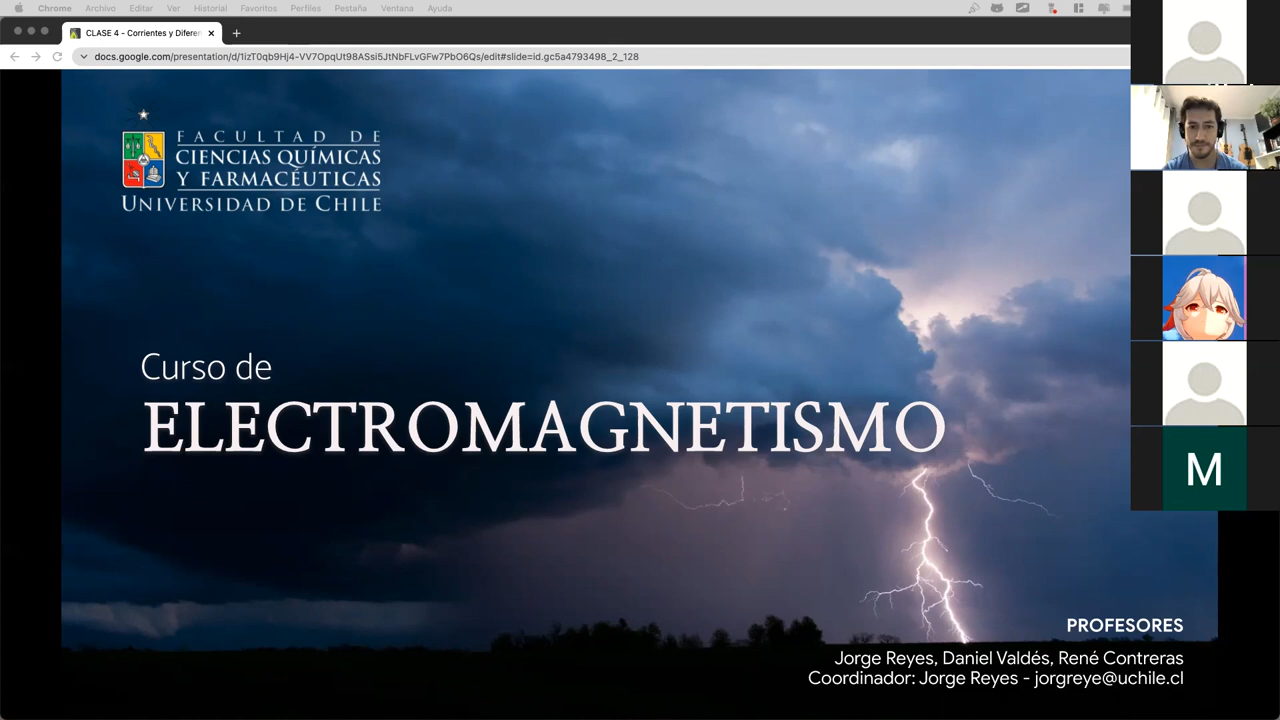 Chrome Archivo Editar Ver Historial Favoritos Perfiles Pestaña Ventana Ayuda
CLASE 4 - Corrientes y Diferen
docs.google.com/presentation/d/1izT0qb9Hj4-VV7OpqUt98ASsi5JtNbFLvGFw7PbO6Qs/edit#slide=id.gc5a4793498_2_128
FACULTAD DE
CIENCIAS QUÍMICAS
Y FARMACÉUTICAS
UNIVERSIDAD DE CHILE
Curso de
ELECTROMAGNETISMO
M
PROFESORES
Jorge Reyes, Daniel Valdés, René Contreras
Coordinador: Jorge Reyes - jorgreye@uchile.cl